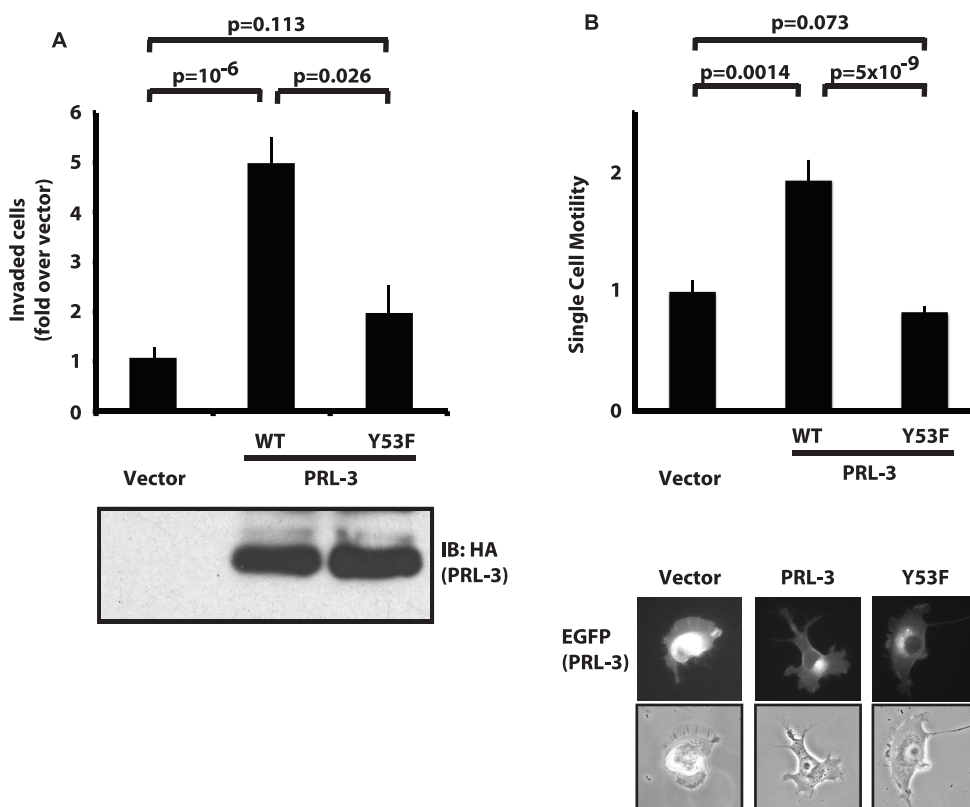 A
p=0.113
p=10-6
p=0.026
Invaded cells
(fold over vector)
6
5
4
3
2
1
0
WT
Y53F
Vector
PRL-3
IB: HA
(PRL-3)
B
p=0.073
p=0.0014
p=5x10-9
Single Cell Motility
2
1
0
WT
Y53F
Vector
PRL-3
Vector
PRL-3
Y53F
EGFP
(PRL-3)